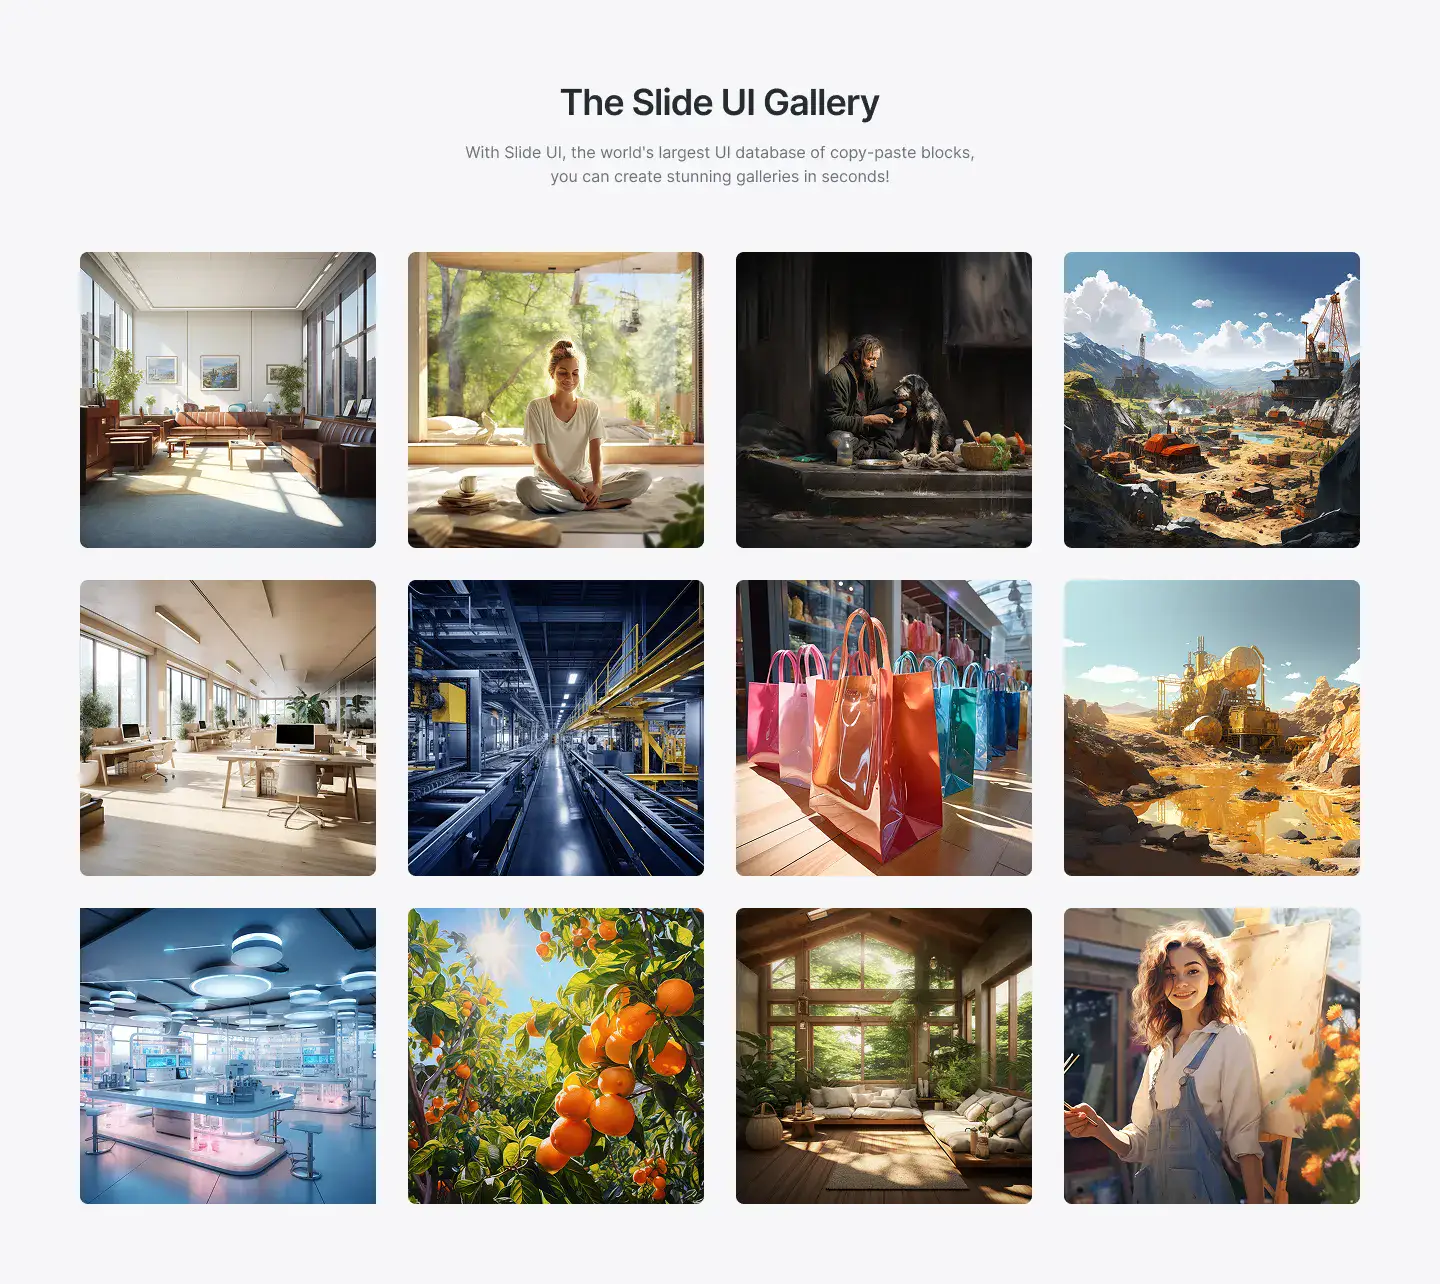 The Slide UI Gallery
With Slide UI, the world's largest UI database of copy-paste blocks,
you can create stunning galleries in seconds!